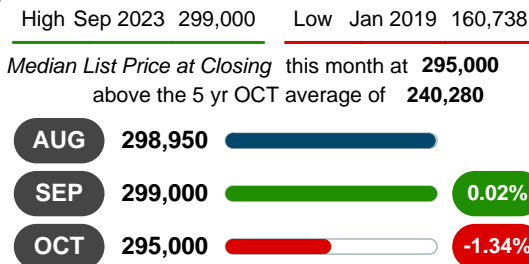 High Sep 2023 299,000 Low Jan 2019 160,738
Median List Price at Closing this month at 295,000
above the 5 yr OCT average of 240,280
AUG 298,950
SEP 299,000 0.02%
OCT 295,000 -1.34%